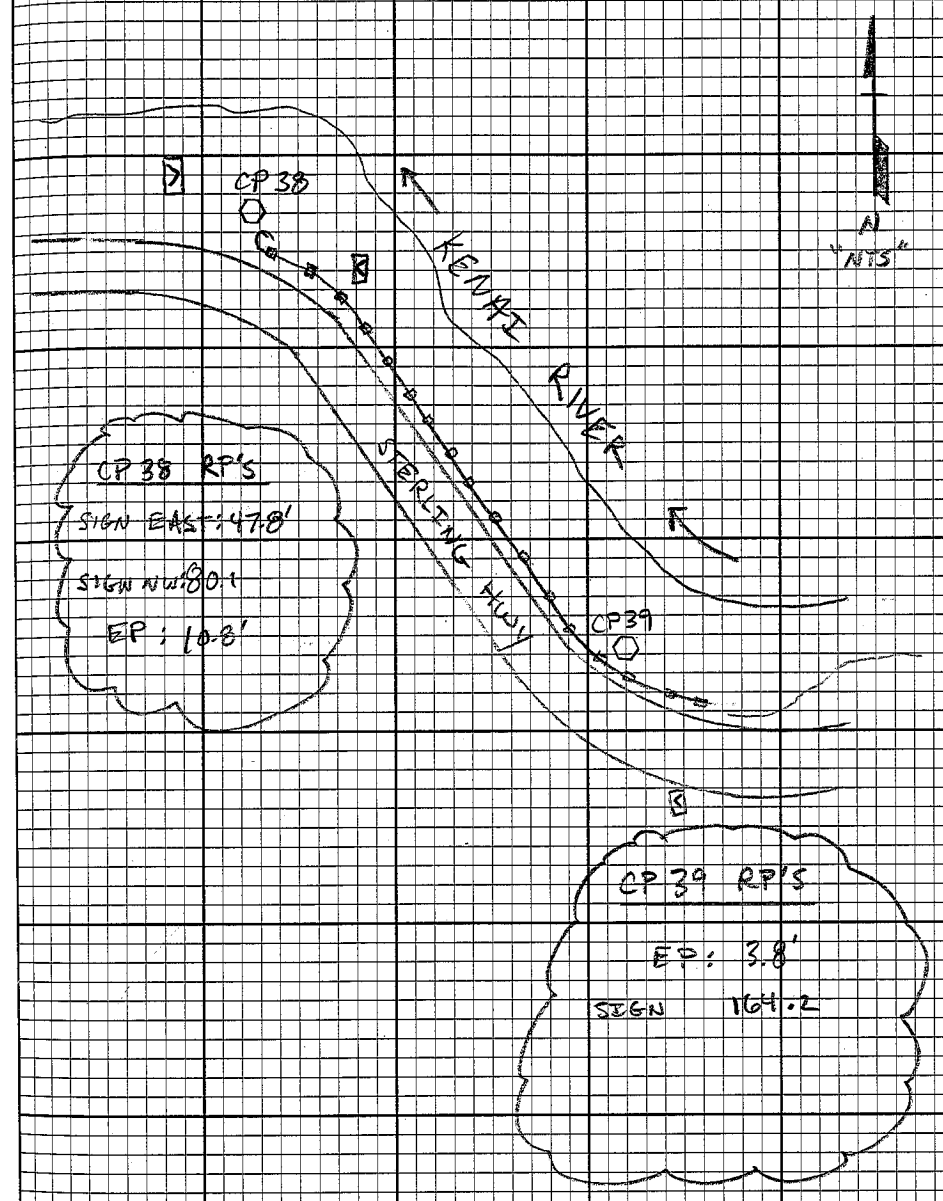 CP 38
N
"NTS"
KENAI
RIVER
STERLING HWY
CP 38 RP'S
SIGN EAST: 47.8'
SIGN NW: 80.1
EP: 10.8'
CP39
CP 39 RP'S
EP: 3.8'
SIGN 164.2